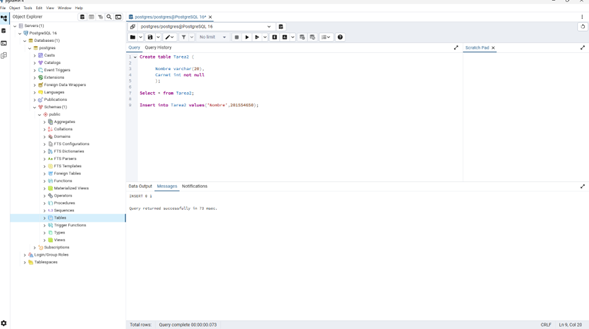 pgAdmin 4
File Object Tools Edit View Window Help
Object Explorer
postgres/postgres@PostgreSQL 16*
Servers (1)
PostgreSQL 16
Databases (1)
postgres
Casts
Catalogs
Event Triggers
Extensions
Foreign Data Wrappers
Languages
Publications
Schemas (1)
public
Aggregates
Collations
Domains
FTS Configurations
FTS Dictionaries
FTS Parsers
FTS Templates
Foreign Tables
Functions
Materialized Views
Operators
Procedures
Sequences
Tables
Trigger Functions
Types
Views
Subscriptions
Login/Group Roles
Tablespaces
postgres/postgres@PostgreSQL 16
No limit
Query Query History
Scratch Pad
1 Create table Tarea1 (
2
3 Nombre varchar(20),
4 Carnet int not null
5 );
6
7 Select * from Tarea1;
8
9 Insert into Tarea1 values('Nombre',
Data Output Messages Notifications
INSERT 0 1
Query returned successfully in 73 msec.
Total rows: Query complete 00:00:00.073
CRLF Ln 9, Col 20